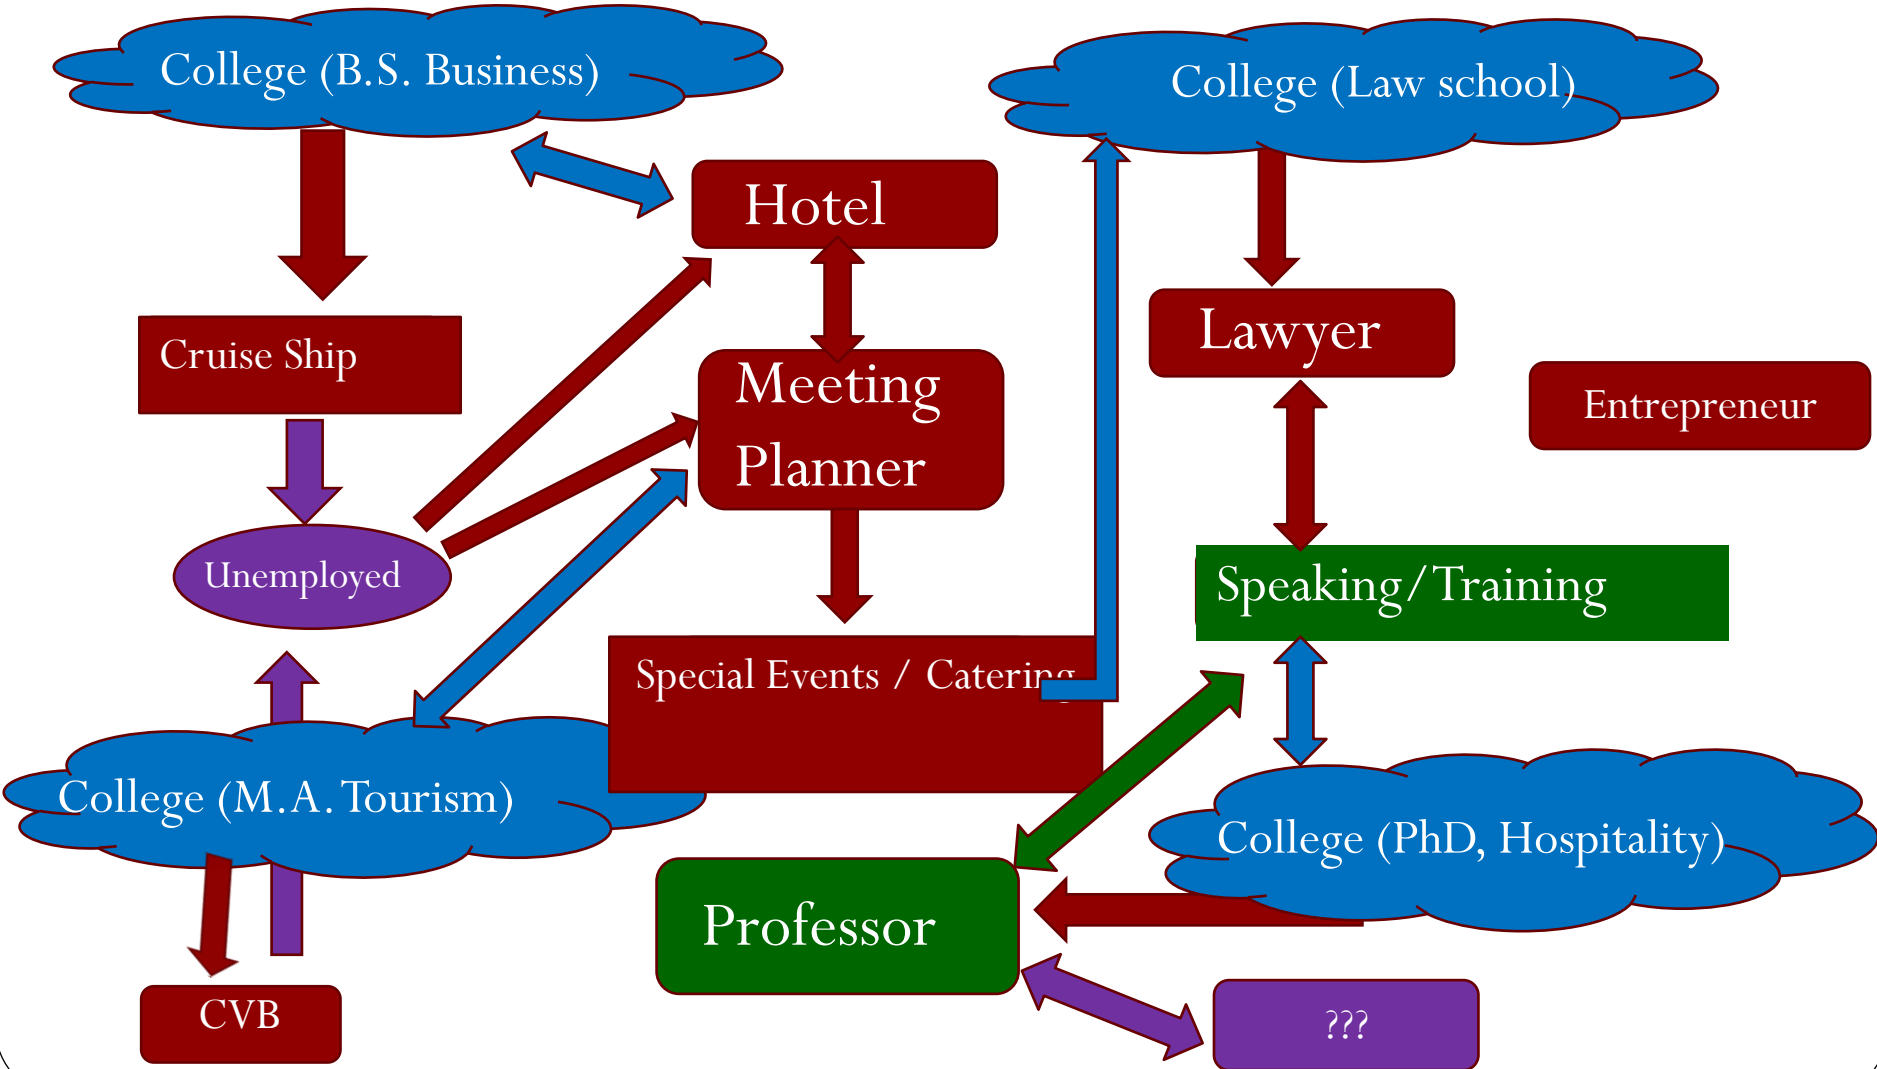 College (B.S. Business)
College (Law school)
Hotel
Lawyer
Cruise Ship
Meeting
Planner
Entrepreneur
Unemployed
Speaking/Training
Special Events / Catering
College (M.A. Tourism)
College (PhD, Hospitality)
Professor
CVB
???